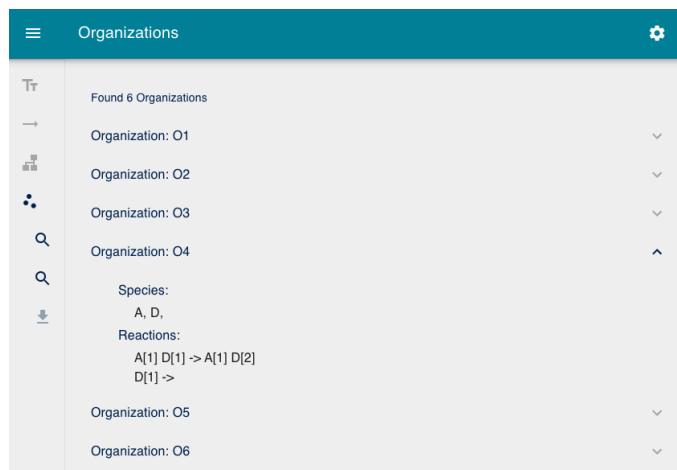 Organizations
Tт
Found 6 Organizations
Organization: O1
Organization: O2
Organization: O3
Organization: O4
Species:
A, D,
Reactions:
A[1] D[1] -> A[1] D[2]
D[1] ->
Organization: O5
Organization: O6